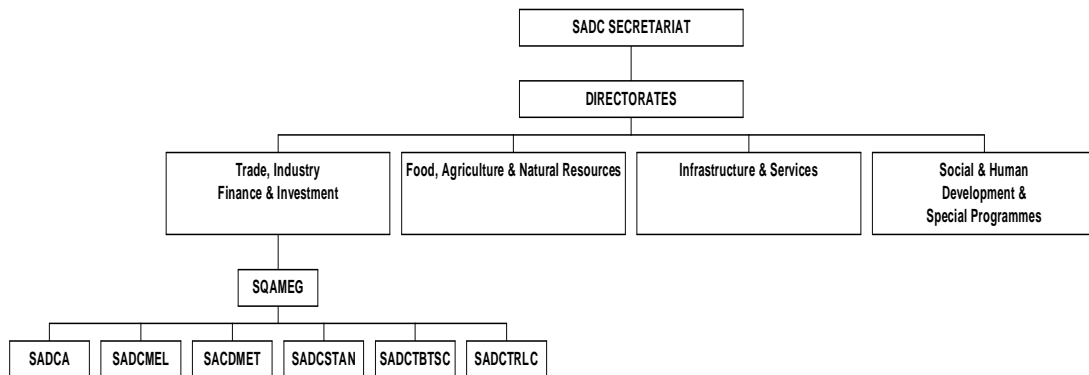 SADC SECRETARIAT
DIRECTORATES
Trade, Industry
Finance & Investment
Food, Agriculture & Natural Resources
Infrastructure & Services
Social & Human
Development &
Special Programmes
SQAMEG
SADCA
SADCMEL
SACDMET
SADCSTAN
SADCTBTSC
SADCTRLC